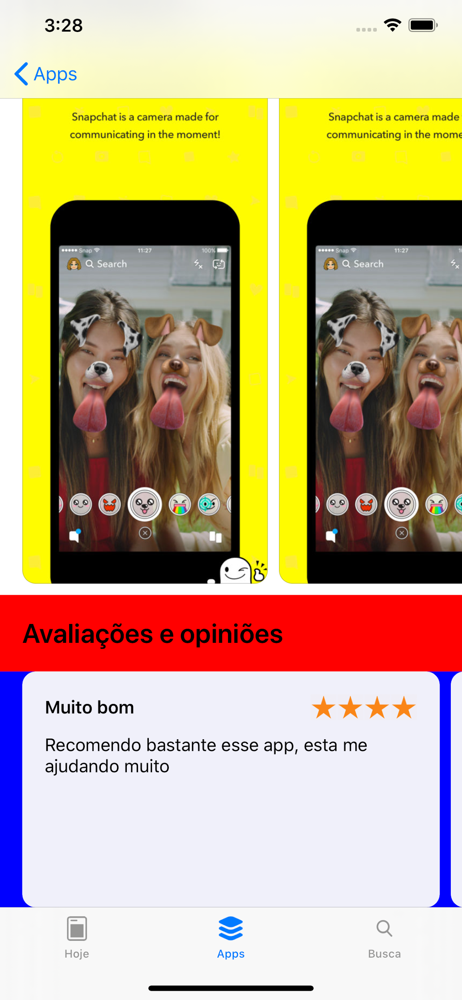 3:28
Apps
Snapchat is a camera made for
communicating in the moment!
Snap 11:27 100%
Search
Snapchat is a camera made
communicating in the mome
Snap 11:27
Search
Avaliações e opiniões
Muito bom
Recomendo bastante esse app, esta me
ajudando muito
Hoje
Apps
Busca